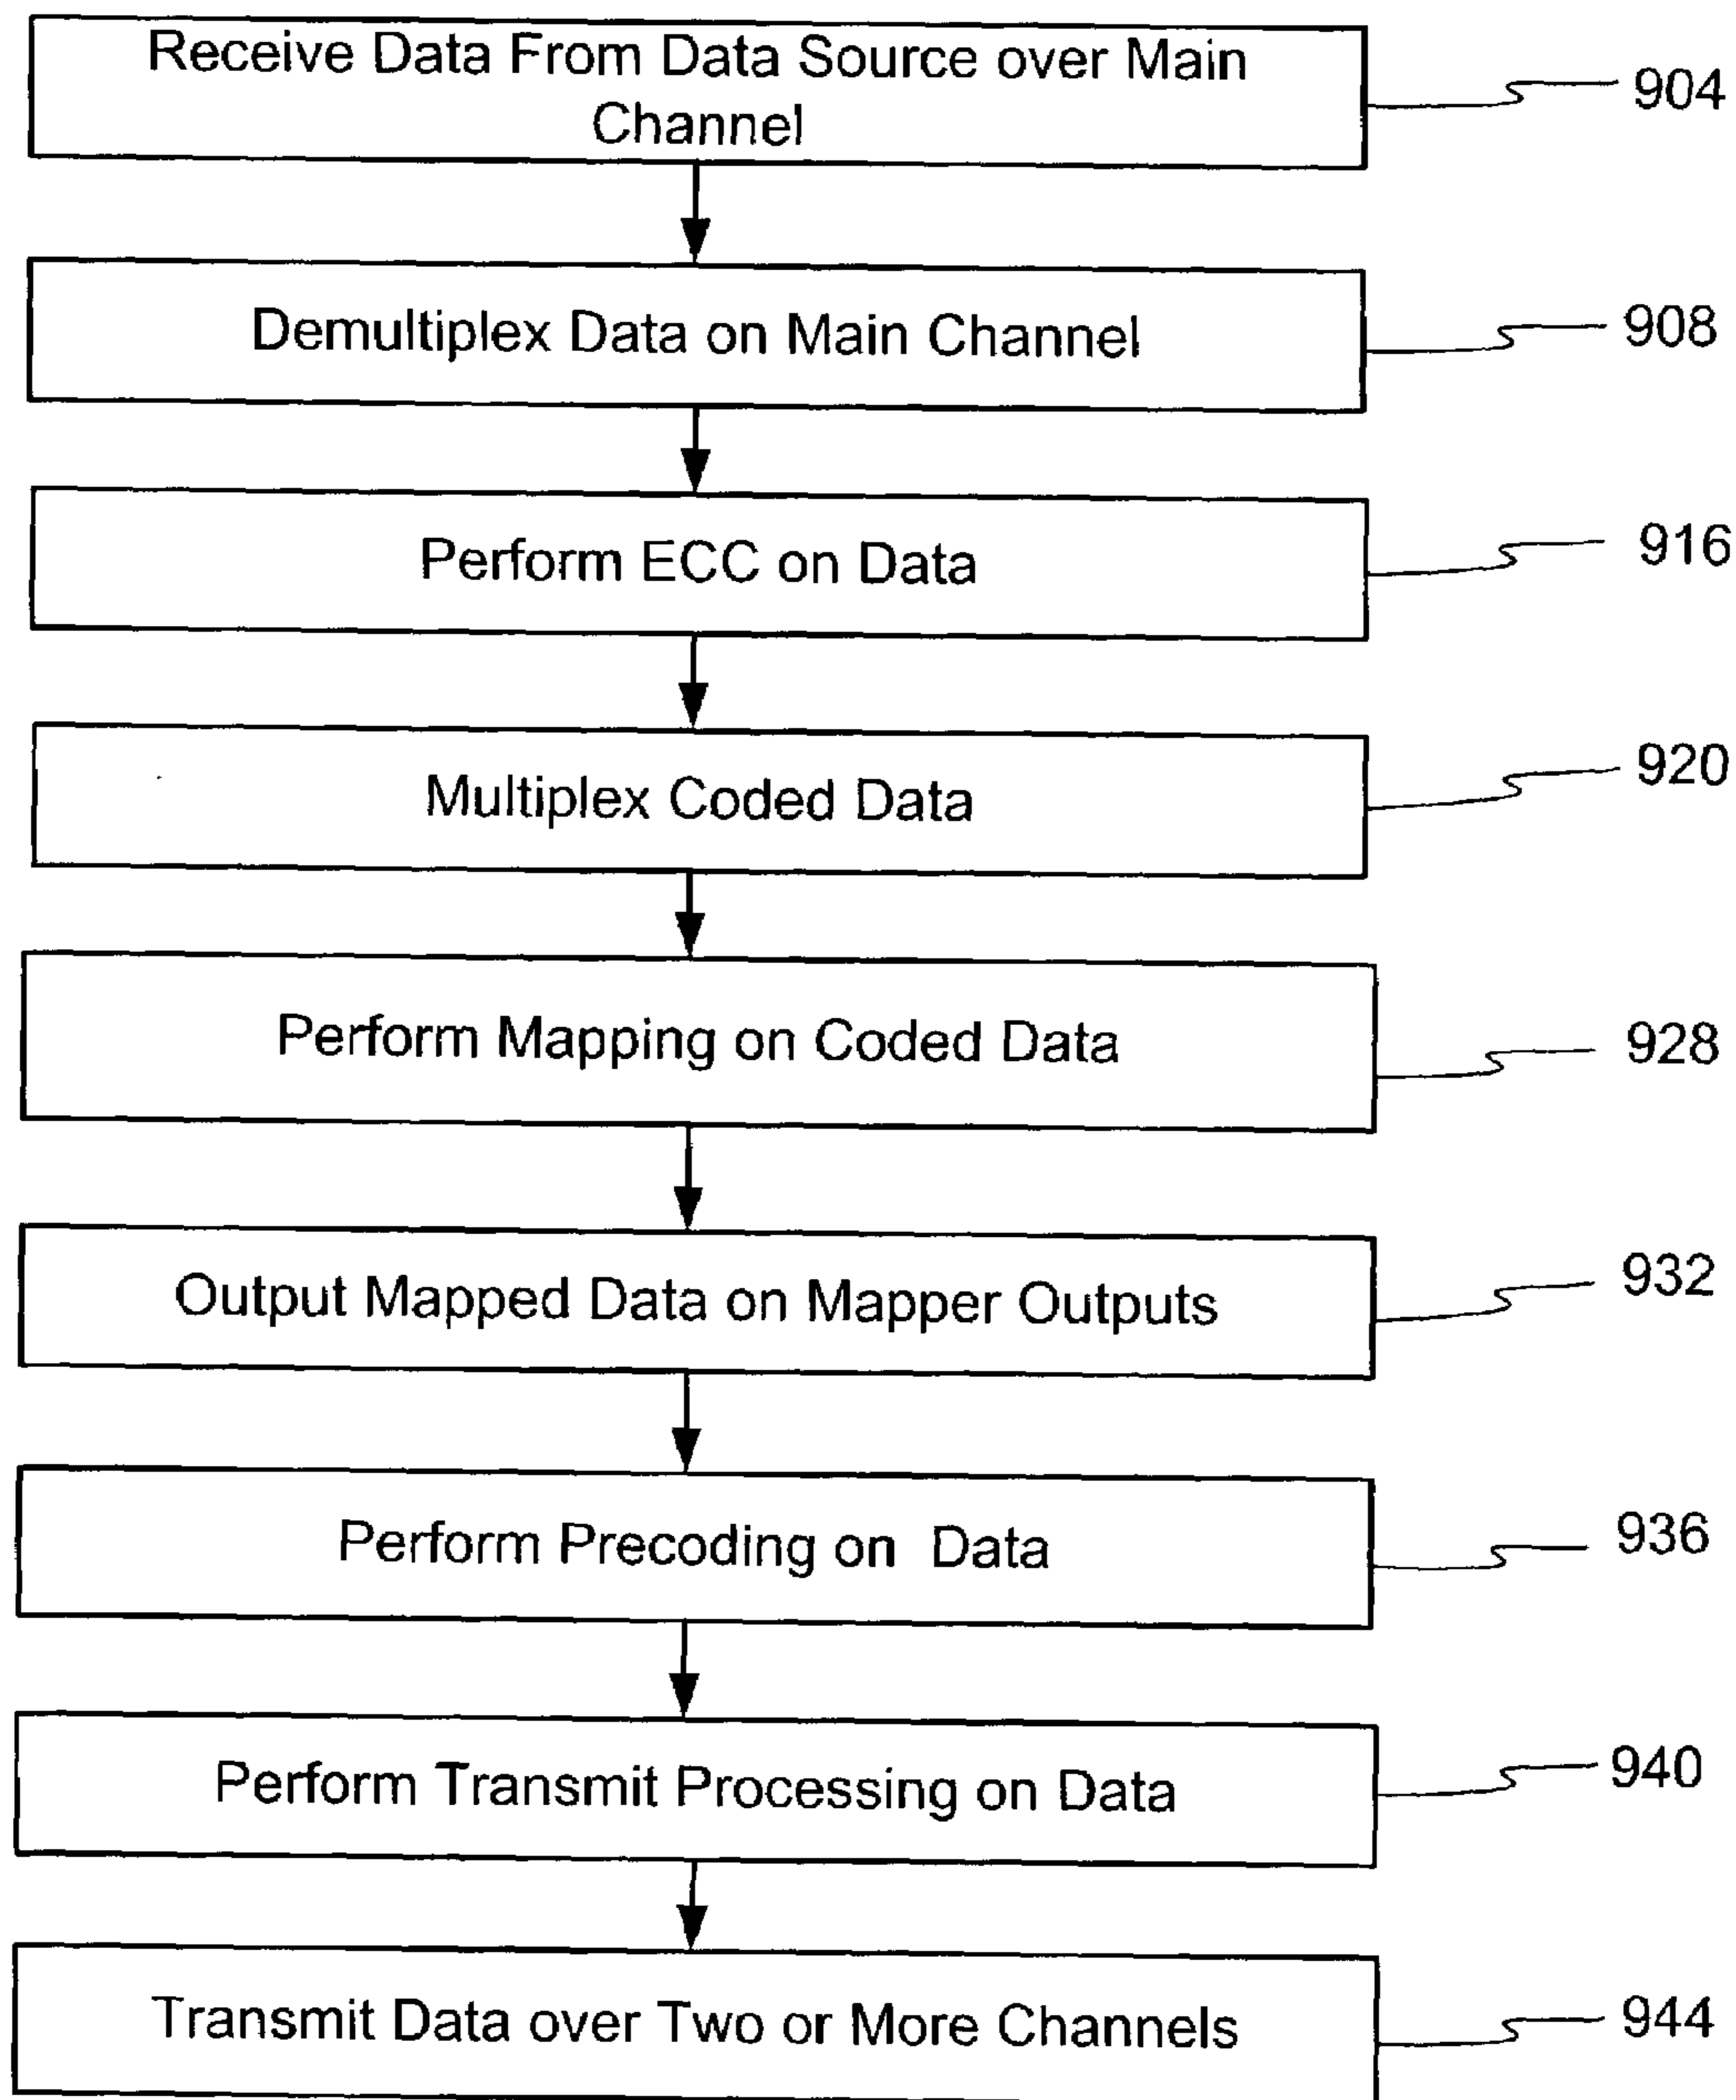 Receive Data From Data Source over Main
Channel
904
Demultiplex Data on Main Channel
908
Perform ECC on Data
916
Multiplex Coded Data
920
Perform Mapping on Coded Data
928
Output Mapped Data on Mapper Outputs
932
Perform Precoding on Data
936
Perform Transmit Processing on Data
940
Transmit Data over Two or More Channels
944